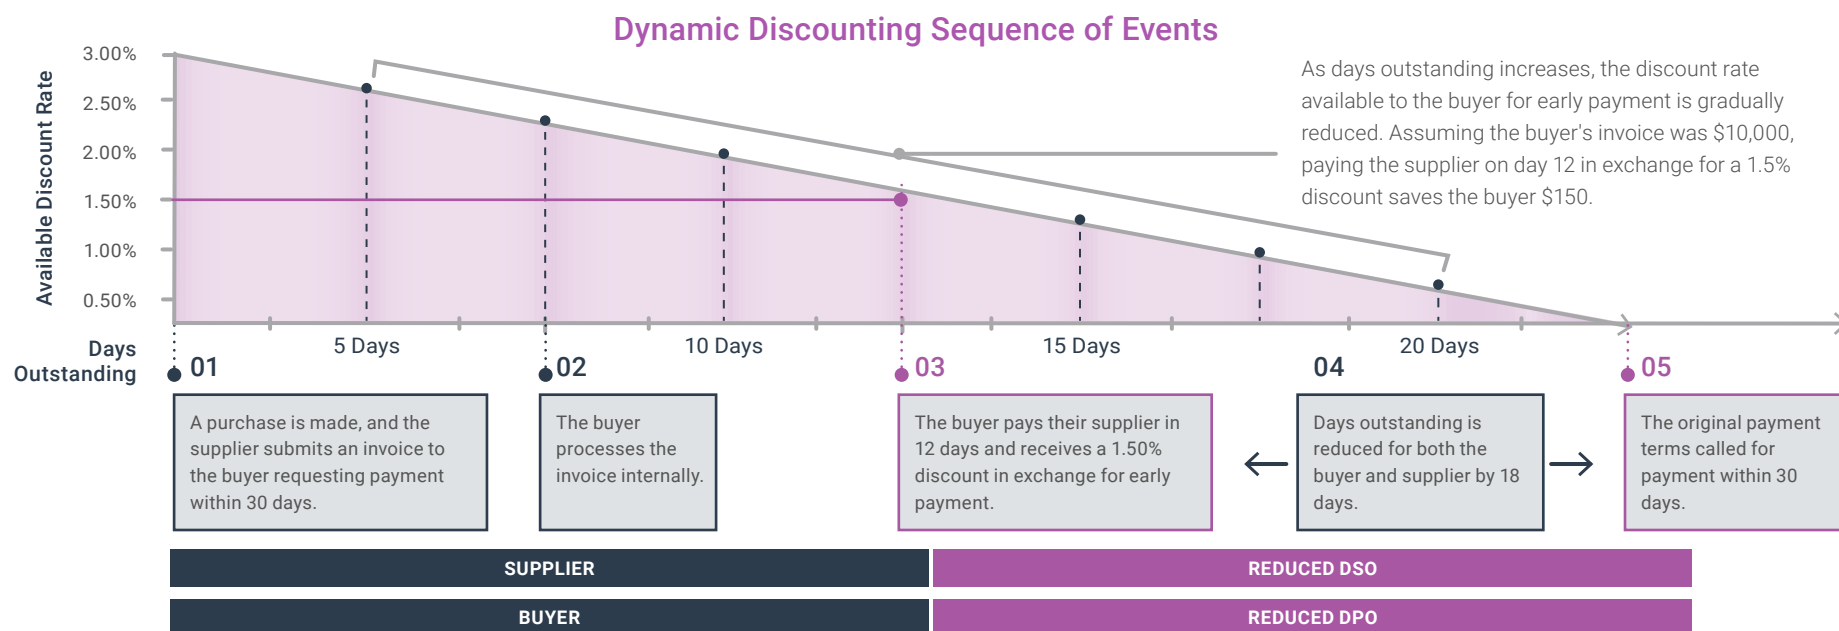 Dynamic Discounting Sequence of Events
Available Discount Rate
3.00%
2.50%
2.00%
1.50%
1.00%
0.50%
As days outstanding increases, the discount rate
available to the buyer for early payment is gradually
reduced. Assuming the buyer's invoice was $10,000,
paying the supplier on day 12 in exchange for a 1.5%
discount saves the buyer $150.
Days
Outstanding
5 Days
10 Days
15 Days
20 Days
01
A purchase is made, and the
supplier submits an invoice to
the buyer requesting payment
within 30 days.
02
The buyer
processes the
invoice internally.
03
The buyer pays their supplier in
12 days and receives a 1.50%
discount in exchange for early
payment.
04
Days outstanding is
reduced for both the
buyer and supplier by 18
days.
05
The original payment
terms called for
payment within 30
days.
SUPPLIER
REDUCED DSO
BUYER
REDUCED DPO